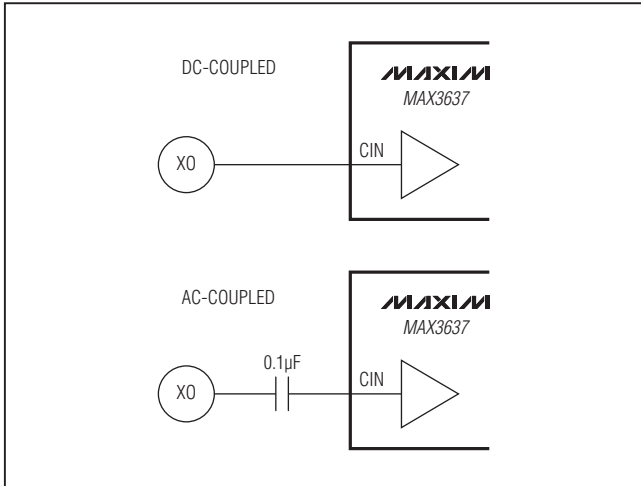 DC-COUPLED
MAXIM
MAX3637
XO
CIN
AC-COUPLED
MAXIM
MAX3637
0.1µF
XO
CIN